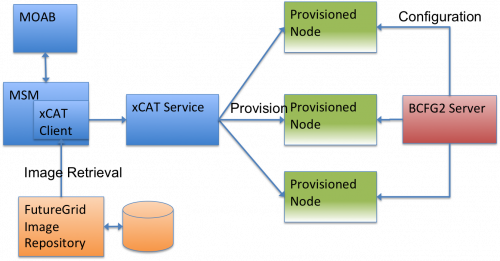 MOAB
Provisioned
Node
Configuration
MSM
xCAT
Client
xCAT Service
Provision
Provisioned
Node
BCFG2 Server
Image Retrieval
Provisioned
Node
FutureGrid
Image
Repository